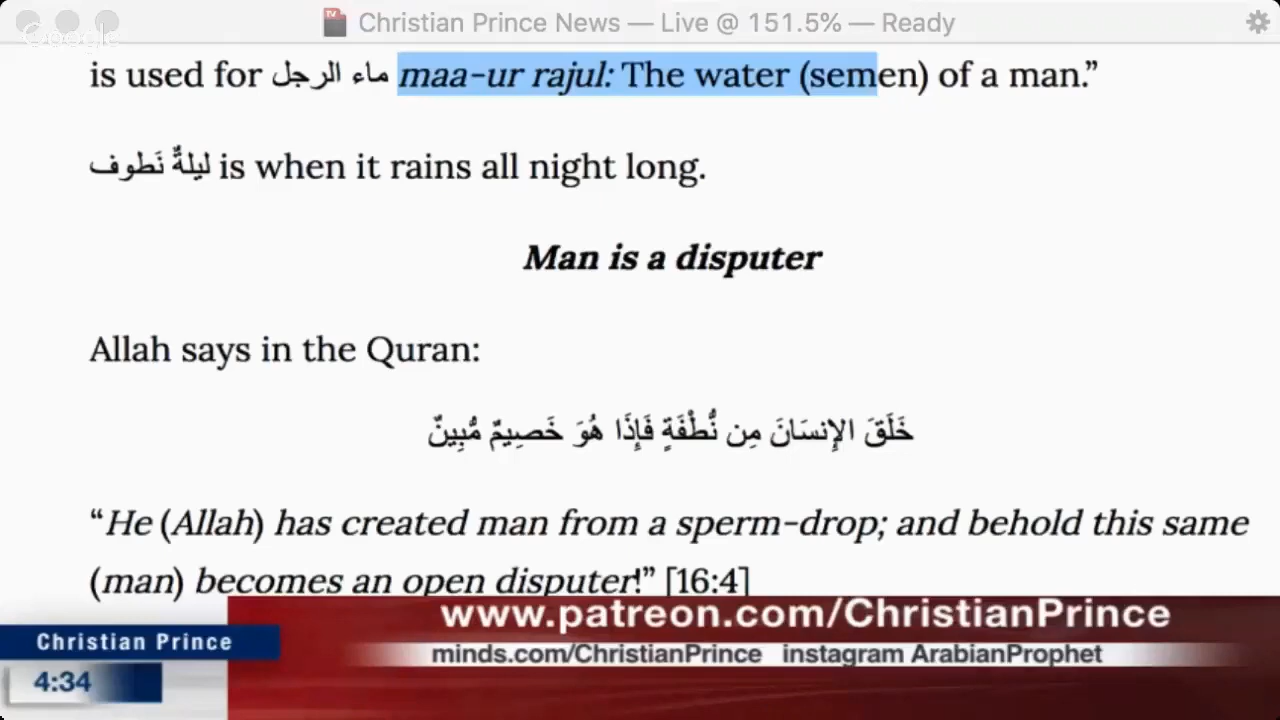 Google
Christian Prince News — Live @ 151.5% — Ready
is used for ماء الرجل maa-ur rajul: The water (semen) of a man.”
ليلةٌ نَطوف is when it rains all night long.
Man is a disputer
Allah says in the Quran:
خَلَقَ الإِنسَانَ مِن نُّطْفَةٍ فَإِذَا هُوَ خَصِيمٌ مُّبِينٌ
“He (Allah) has created man from a sperm-drop; and behold this same
(man) becomes an open disputer!” [16:4]
www.patreon.com/ChristianPrince
Christian Prince
minds.com/ChristianPrince instagram ArabianProphet
4:34